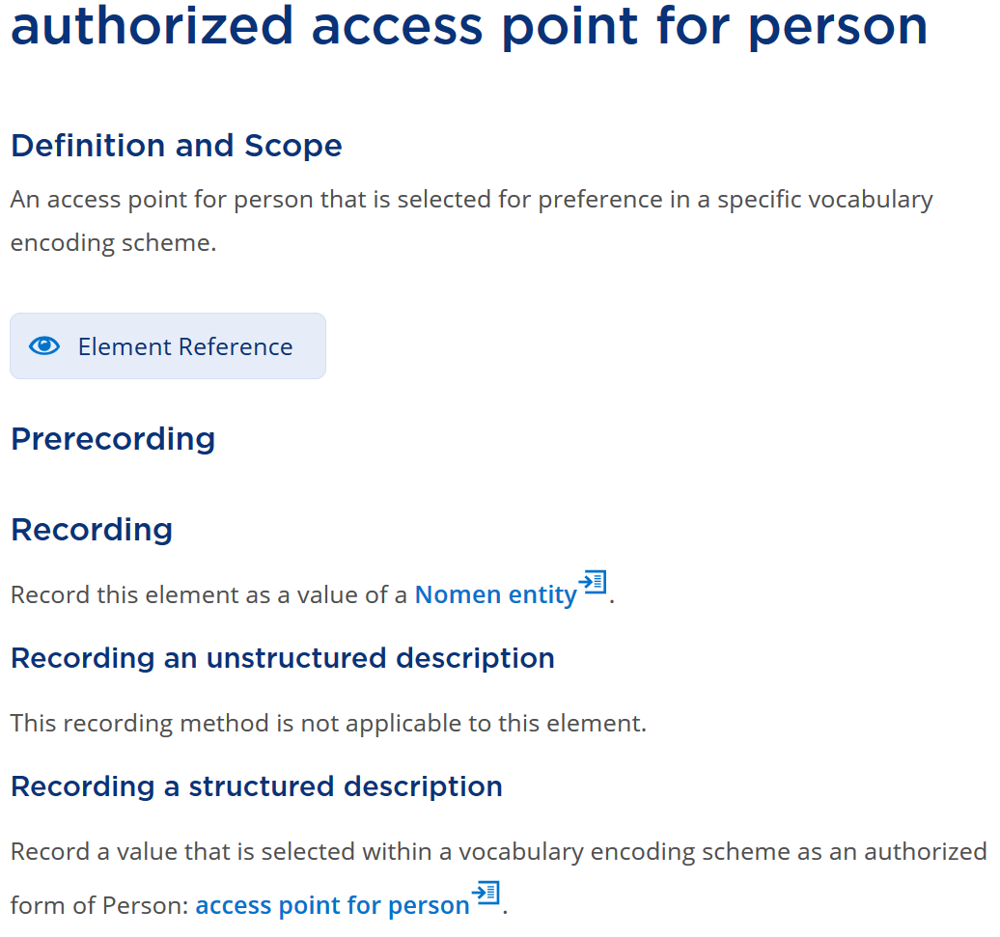 authorized access point for person
Definition and Scope
An access point for person that is selected for preference in a specific vocabulary
encoding scheme.
Element Reference
Prerecording
Recording
Record this element as a value of a Nomen entity.
Recording an unstructured description
This recording method is not applicable to this element.
Recording a structured description
Record a value that is selected within a vocabulary encoding scheme as an authorized
form of Person: access point for person.